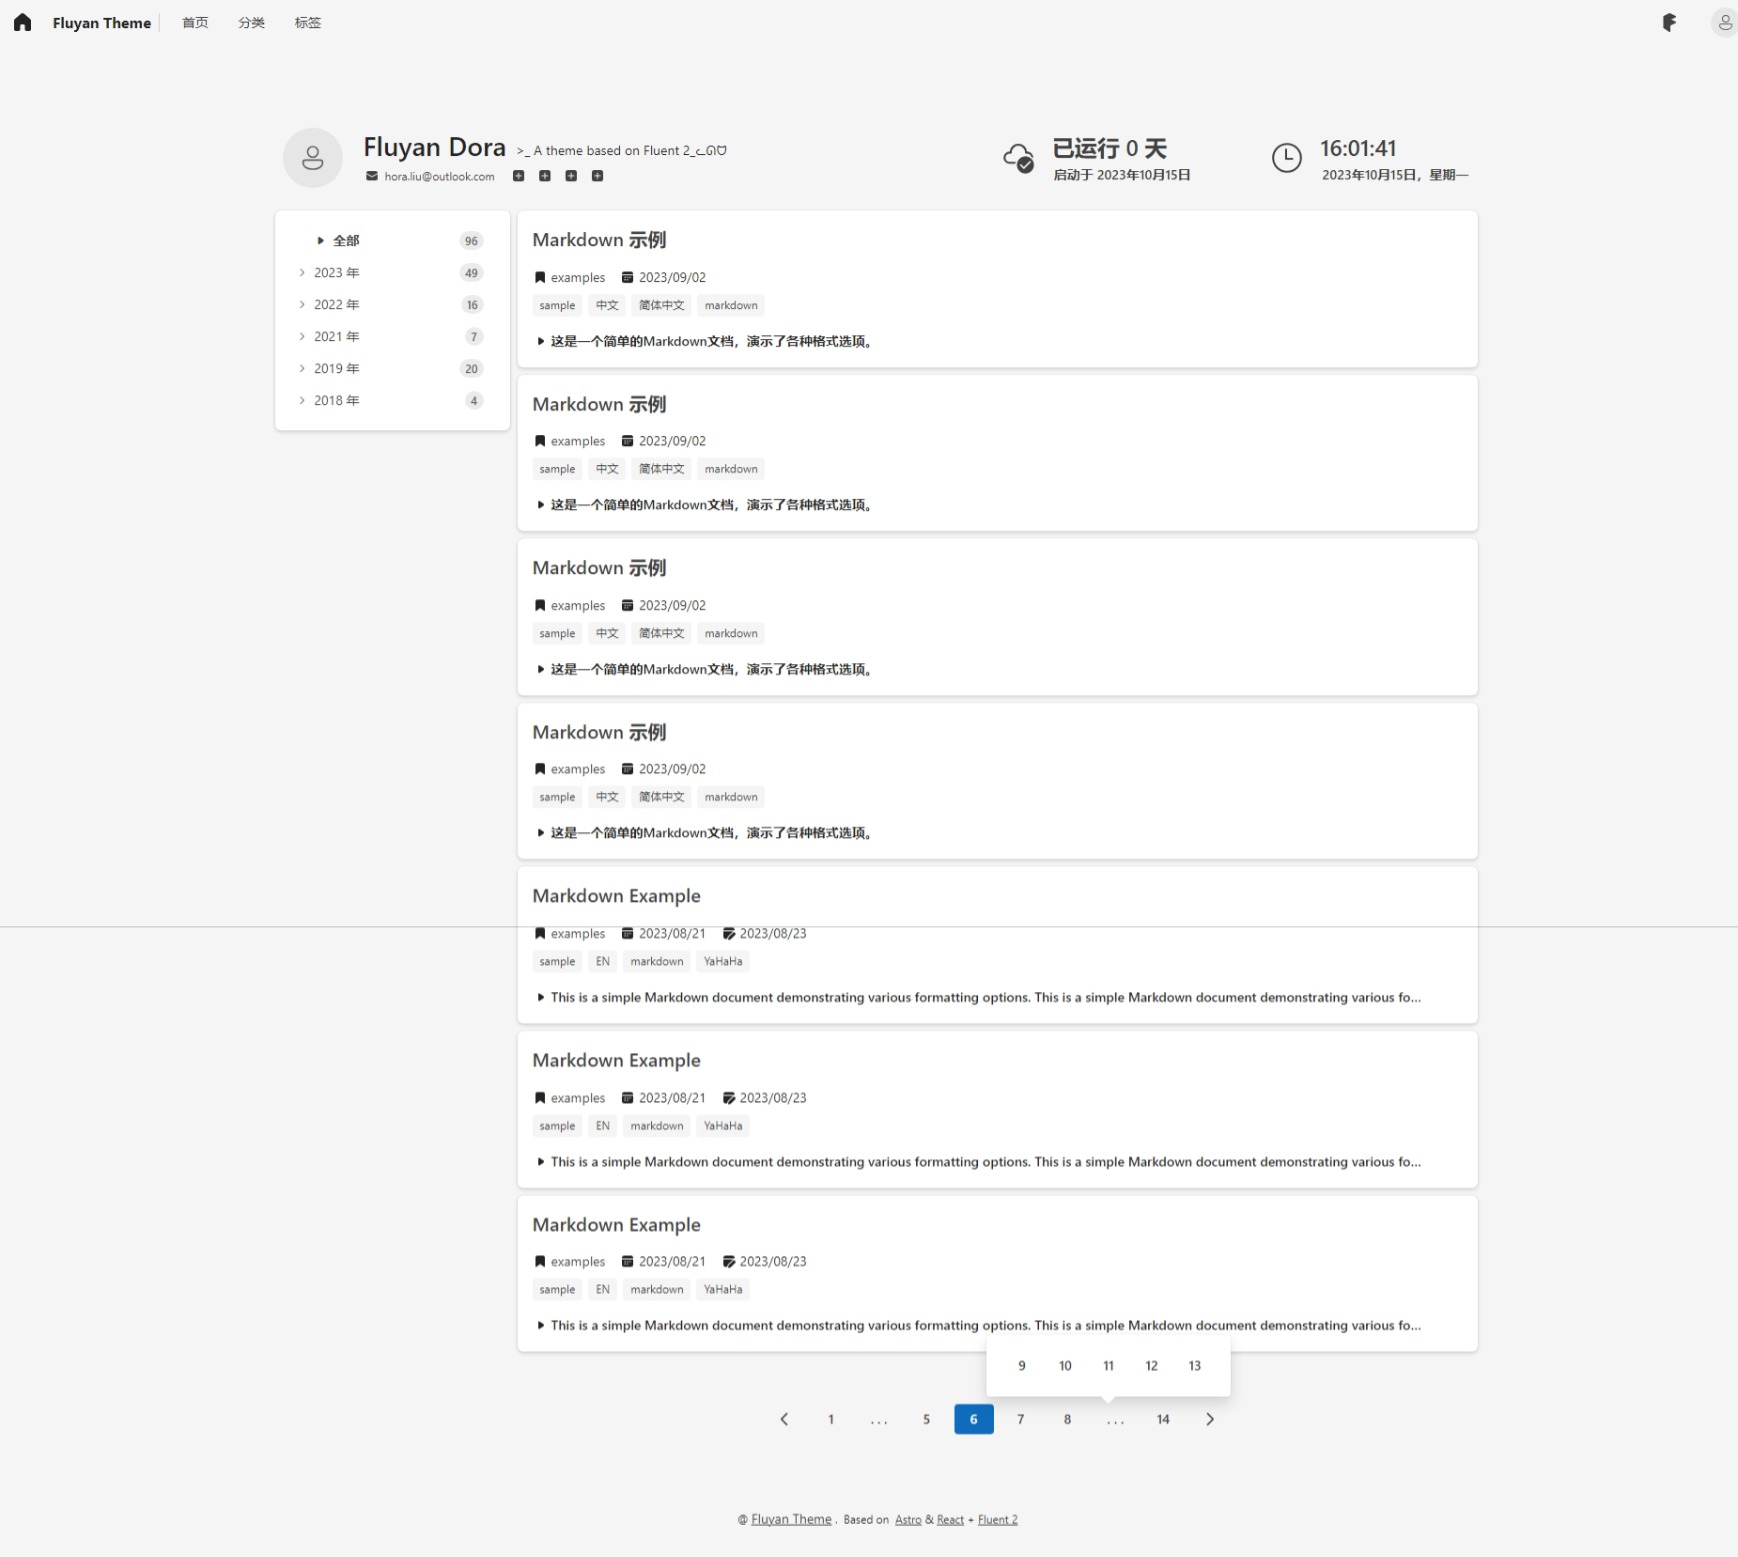 Fluyan Theme 首页 分类 标签
Fluyan Dora >_ A theme based on Fluent 2_ 已运行 0 天 16:01:41
hora.liu@outlook.com 启动于 2023年10月15日 2023年10月15日，星期一
全部 96
2023 年 49
2022 年 16
2021 年 7
2019 年 20
2018 年 4
Markdown 示例
examples 2023/09/02
sample 中文 简体中文 markdown
这是一个简单的Markdown文档，演示了各种格式选项。
Markdown 示例
examples 2023/09/02
sample 中文 简体中文 markdown
这是一个简单的Markdown文档，演示了各种格式选项。
Markdown 示例
examples 2023/09/02
sample 中文 简体中文 markdown
这是一个简单的Markdown文档，演示了各种格式选项。
Markdown 示例
examples 2023/09/02
sample 中文 简体中文 markdown
这是一个简单的Markdown文档，演示了各种格式选项。
Markdown Example
examples 2023/08/21 2023/08/23
sample EN markdown YaHaHa
This is a simple Markdown document demonstrating various formatting options. This is a simple Markdown document demonstrating various fo...
Markdown Example
examples 2023/08/21 2023/08/23
sample EN markdown YaHaHa
This is a simple Markdown document demonstrating various formatting options. This is a simple Markdown document demonstrating various fo...
Markdown Example
examples 2023/08/21 2023/08/23
sample EN markdown YaHaHa
This is a simple Markdown document demonstrating various formatting options. This is a simple Markdown document demonstrating various fo...
9 10 11 12 13
1 ... 5 6 7 8 ... 14
@ Fluyan Theme . Based on Astro & React + Fluent 2